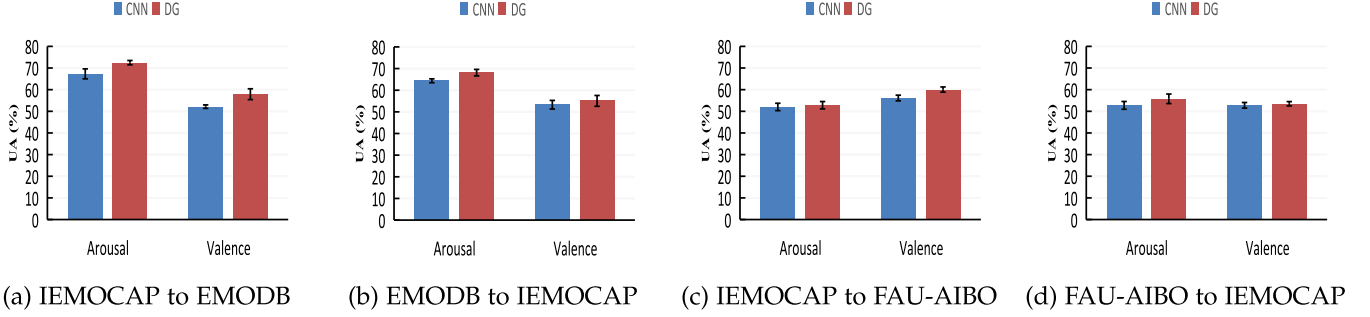 CNN DG
80
70
60
50
40
30
20
10
0
UA (%)
Arousal Valence
(a) IEMOCAP to EMODB
CNN DG
80
70
60
50
40
30
20
10
0
UA (%)
Arousal Valence
(b) EMODB to IEMOCAP
CNN DG
80
70
60
50
40
30
20
10
0
UA (%)
Arousal Valence
(c) IEMOCAP to FAU-AIBO
CNN DG
80
70
60
50
40
30
20
10
0
UA (%)
Arousal Valence
(d) FAU-AIBO to IEMOCAP